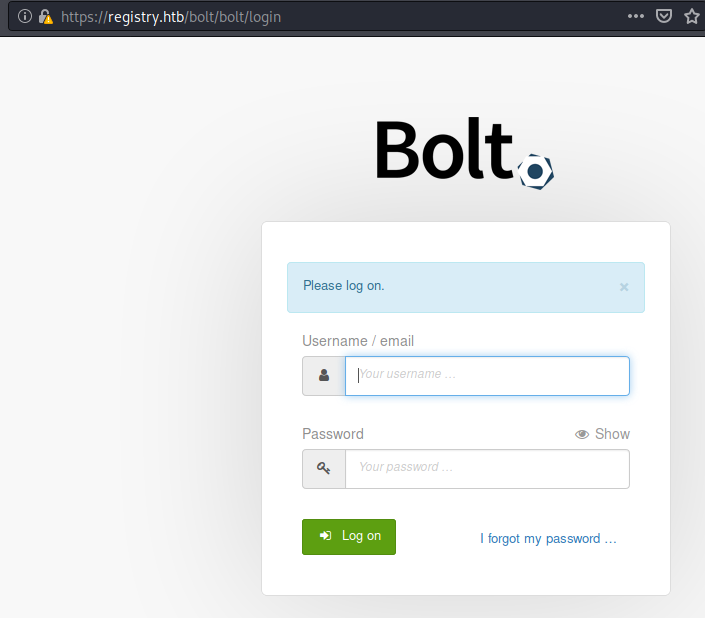 https://registry.htb/bolt/bolt/login
Bolt
Please log on. ×
Username / email
Your username ...
Password Show
Your password ...
Log on I forgot my password ...